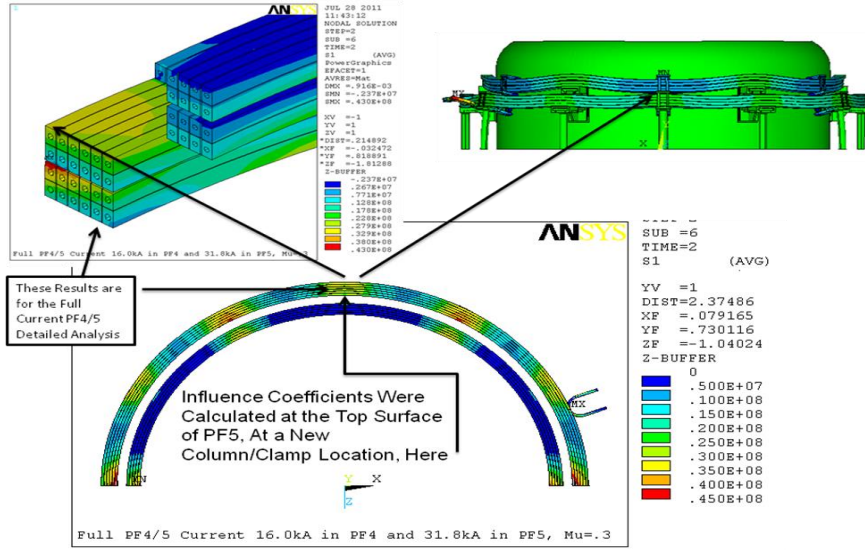 1
ANSYS
JUL 28 2011
11:43:12
NODAL SOLUTION
STEP=2
SUB =6
TIME=2
S1 (AVG)
PowerGraphics
EFACET=1
AVRES=Mat
DMX =.916E-03
SMN =-.237E+07
SMX =.430E+08
XV =-1
YV =1
ZV =1
*DIST=.214892
*XF =-.032472
*YF =.818891
*ZF =-1.81288
Z-BUFFER
-.237E+07
.267E+07
.771E+07
.128E+08
.178E+08
.228E+08
.279E+08
.329E+08
.380E+08
.430E+08
Full PF4/5 Current 16.0kA in PF4 and 31.8kA in PF5, Mu=.3
MX
MN
X
These Results are
for the Full
Current PF4/5
Detailed Analysis
ANSYS
SUB =6
TIME=2
S1 (AVG)
YV =1
DIST=2.37486
XF =.079165
YF =.730116
ZF =-1.04024
Z-BUFFER
0
.500E+07
.100E+08
.150E+08
.200E+08
.250E+08
.300E+08
.350E+08
.400E+08
.450E+08
MX
Influence Coefficients Were
Calculated at the Top Surface
of PF5, At a New
Column/Clamp Location, Here
Y X
Z
Full PF4/5 Current 16.0kA in PF4 and 31.8kA in PF5, Mu=.3